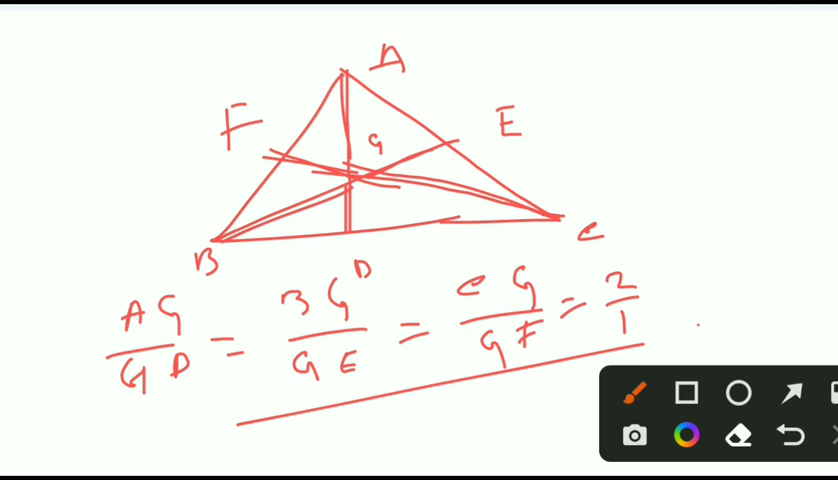 A
F
E
G
B
C
D
AG/GD = BG/GE = CG/GF = 2/1